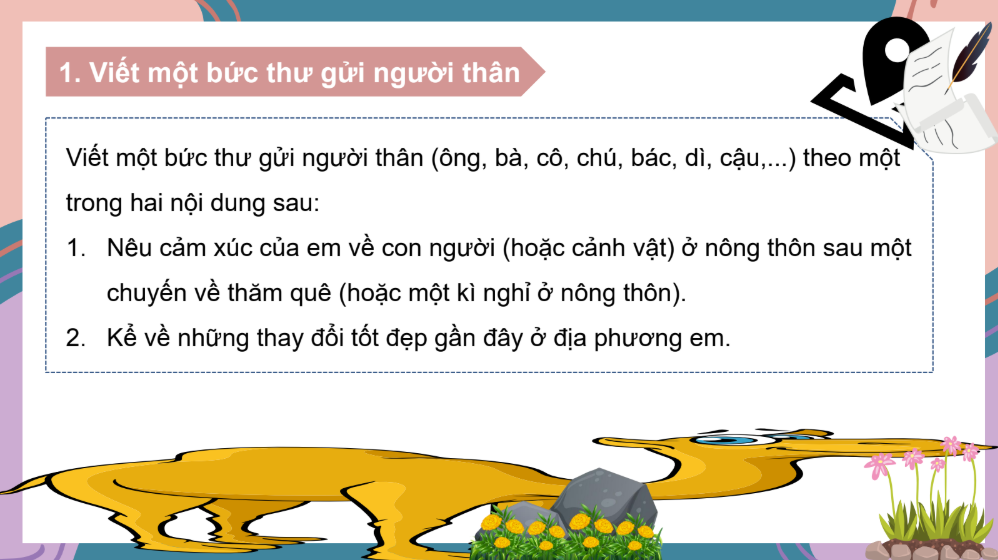 1. Viết một bức thư gửi người thân
Viết một bức thư gửi người thân (ông, bà, cô, chú, bác, dì, cậu,...) theo một
trong hai nội dung sau:
1. Nêu cảm xúc của em về con người (hoặc cảnh vật) ở nông thôn sau một
chuyến về thăm quê (hoặc một kì nghỉ ở nông thôn).
2. Kể về những thay đổi tốt đẹp gần đây ở địa phương em.